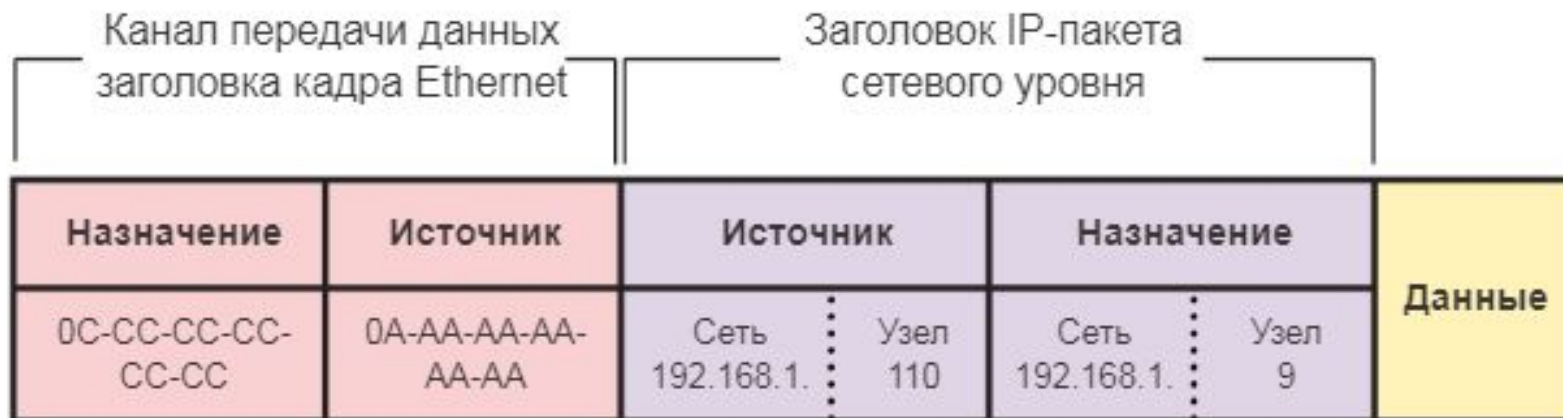 Канал передачи данных
заголовка кадра Ethernet
Заголовок IP-пакета
сетевого уровня
Назначение
Источник
Источник
Назначение
Данные
0C-CC-CC-CC-
CC-CC
0A-AA-AA-AA-
AA-AA
Сеть
192.168.1.
Узел
110
Сеть
192.168.1.
Узел
9